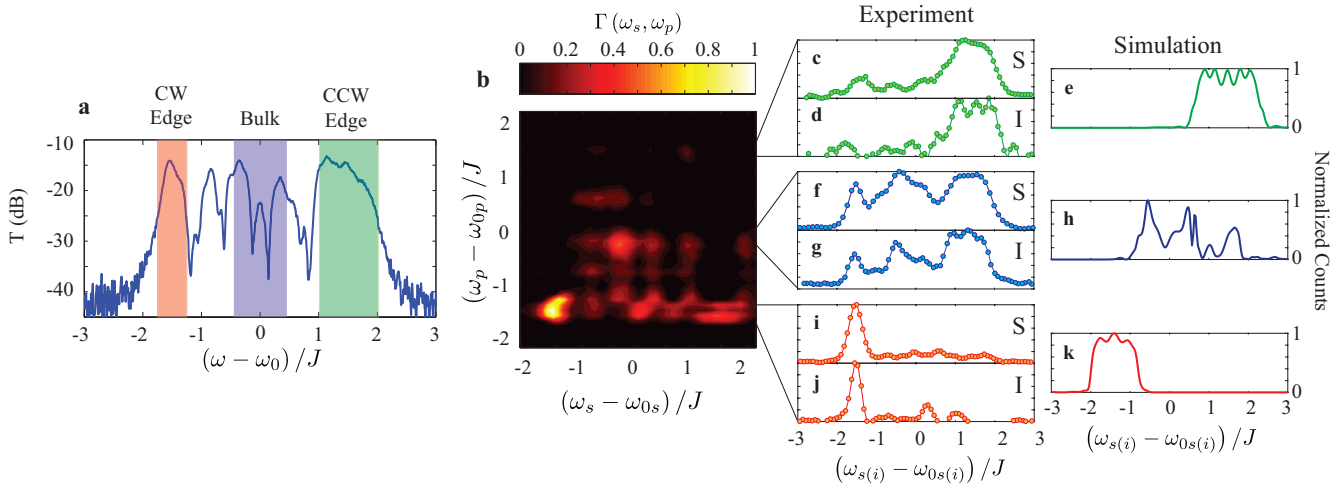 a
CW
Edge
Bulk
CCW
Edge
T (dB)
-10
-20
-30
-40
-3 -2 -1 0 1 2 3
(ω − ω₀) /J
Γ (ωₛ, ωₚ)
0 0.2 0.4 0.6 0.8 1
b
(ωₚ − ω₀ₚ) /J
2
1
0
-1
-2
-2 -1 0 1 2
(ωₛ − ω₀ₛ) /J
Experiment
c S
d I
f S
g I
i S
j I
-3 -2 -1 0 1 2 3
(ωₛ₍ᵢ₎ − ω₀ₛ₍ᵢ₎) /J
Simulation
e 1
0
h 1
0
k 1
0
-3 -2 -1 0 1 2 3
(ωₛ₍ᵢ₎ − ω₀ₛ₍ᵢ₎) /J
Normalized Counts